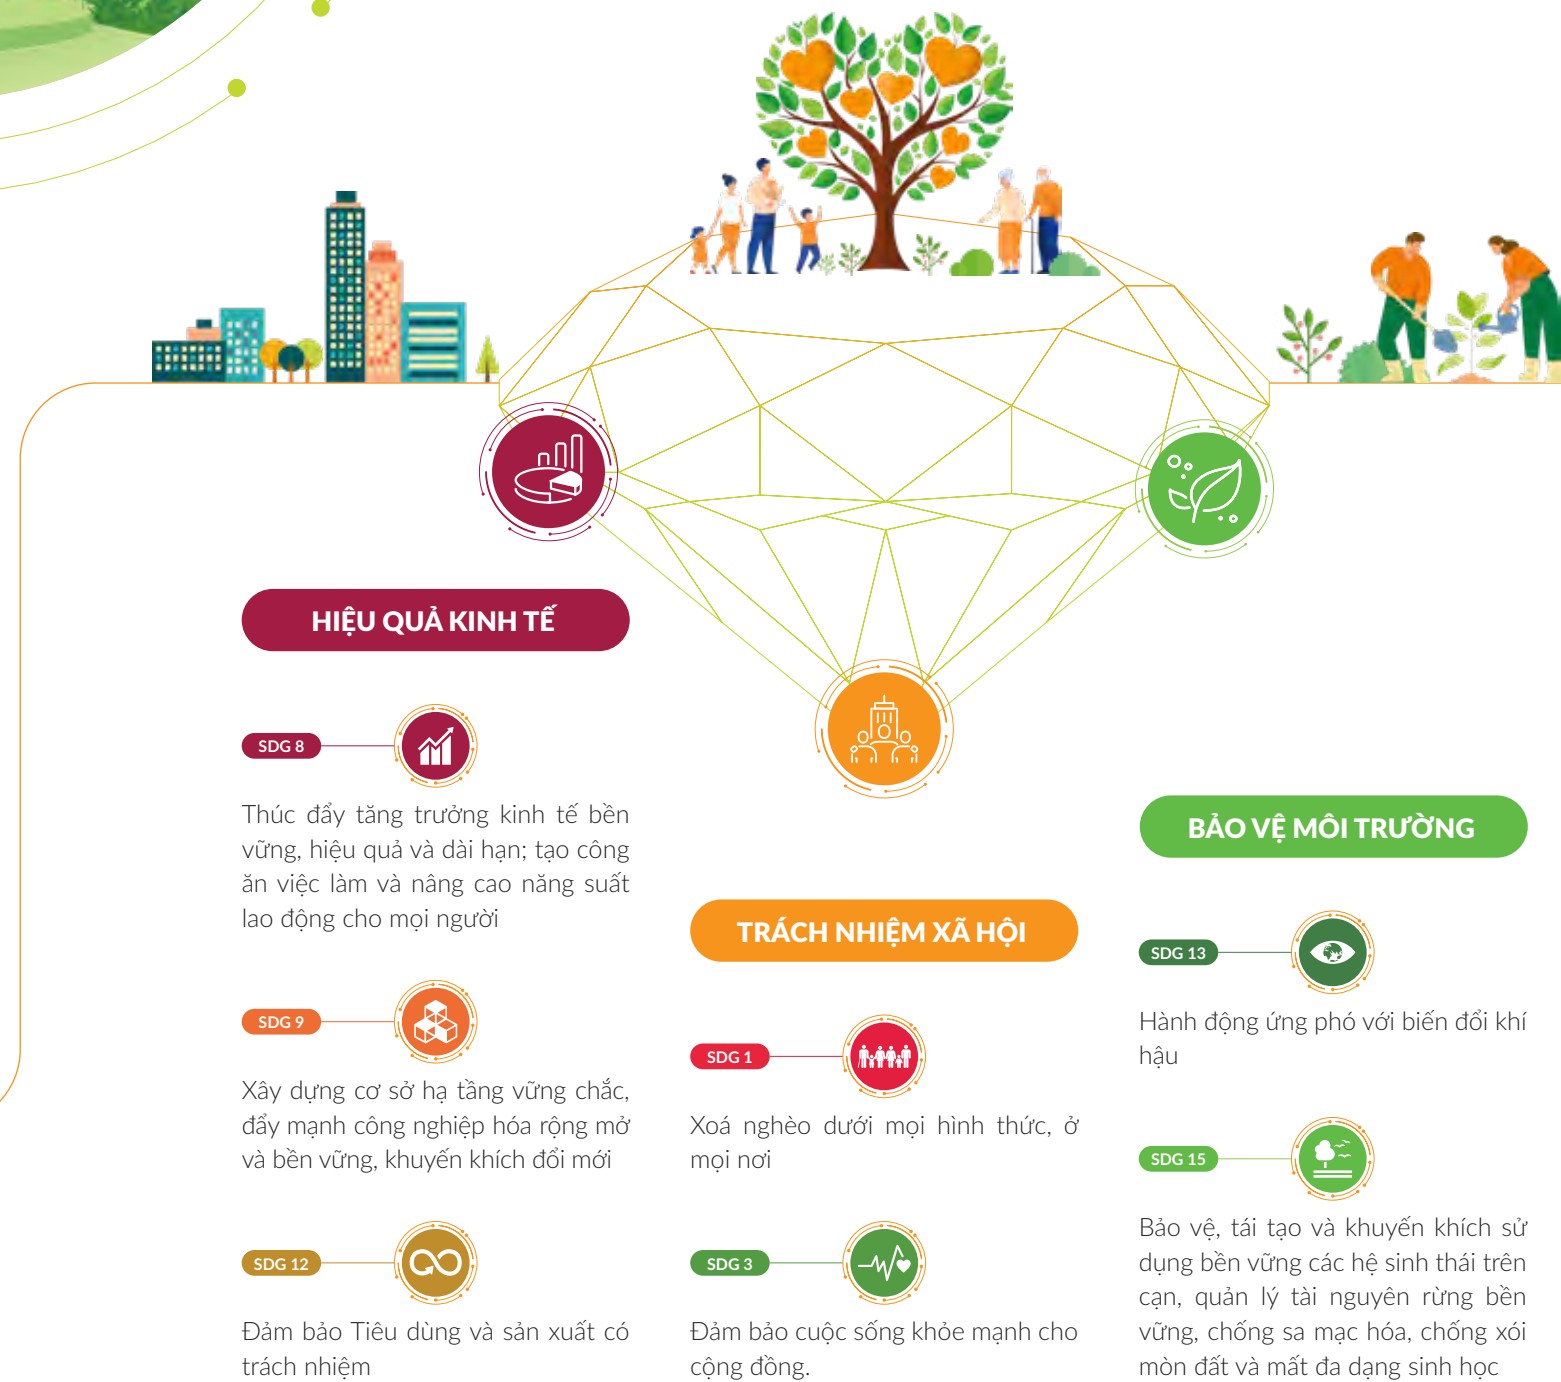 HIỆU QUẢ KINH TẾ
SDG 8
Thúc đẩy tăng trưởng kinh tế bền
vững, hiệu quả và dài hạn; tạo công
ăn việc làm và nâng cao năng suất
lao động cho mọi người
SDG 9
Xây dựng cơ sở hạ tầng vững chắc,
đẩy mạnh công nghiệp hóa rộng mở
và bền vững, khuyến khích đổi mới
SDG 12
Đảm bảo Tiêu dùng và sản xuất có
trách nhiệm
TRÁCH NHIỆM XÃ HỘI
SDG 1
Xoá nghèo dưới mọi hình thức, ở
mọi nơi
SDG 3
Đảm bảo cuộc sống khỏe mạnh cho
cộng đồng.
BẢO VỆ MÔI TRƯỜNG
SDG 13
Hành động ứng phó với biến đổi khí
hậu
SDG 15
Bảo vệ, tái tạo và khuyến khích sử
dụng bền vững các hệ sinh thái trên
cạn, quản lý tài nguyên rừng bền
vững, chống sa mạc hóa, chống xói
mòn đất và mất đa dạng sinh học